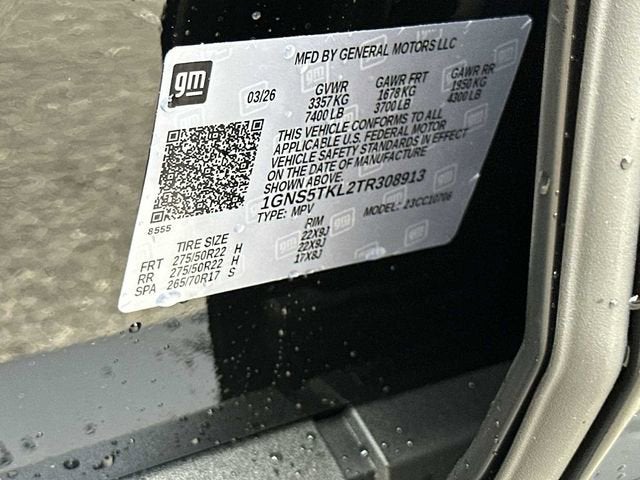 gm
MFD BY GENERAL MOTORS LLC
03/26
GVWR GAWR FRT GAWR RR
3357 KG 1678 KG 1950 KG
7400 LB 3700 LB 4300 LB
THIS VEHICLE CONFORMS TO ALL
APPLICABLE U.S. FEDERAL MOTOR
VEHICLE SAFETY STANDARDS IN EFFECT
ON THE DATE OF MANUFACTURE
SHOWN ABOVE.
1GNS5TKL2TR308913
TYPE: MPV MODEL: 23CC10706
8555
TIRE SIZE RIM
FRT 275/50R22 H 22X9J
RR 275/50R22 H 22X9J
SPA 265/70R17 S 17X8J